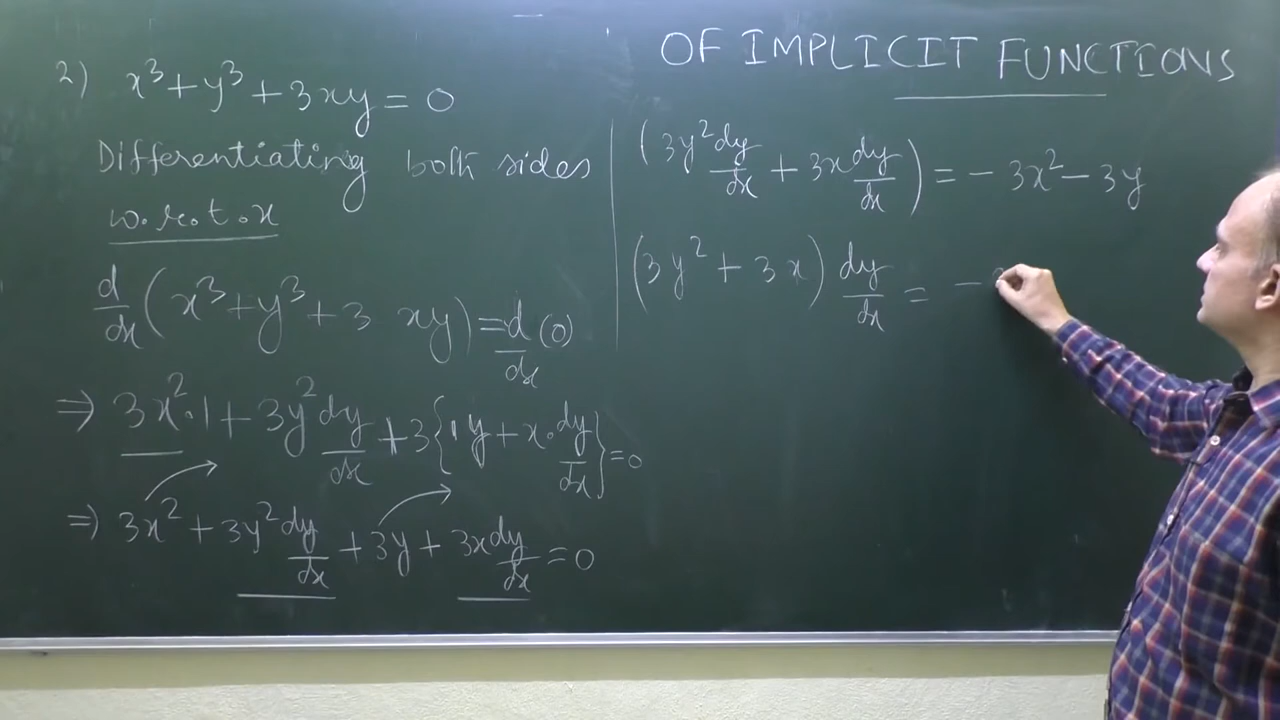 OF IMPLICIT FUNCTIONS
2) x³ + y³ + 3xy = 0
Differentiating both sides
w.r.t.x
d/dx (x³ + y³ + 3 xy) = d/dx (0)
⇒ 3x².1 + 3y² dy/dx + 3{1y + x. dy/dx} = 0
⇒ 3x² + 3y² dy/dx + 3y + 3x dy/dx = 0
(3y² dy/dx + 3x dy/dx) = - 3x² - 3y
(3y² + 3x) dy/dx = -